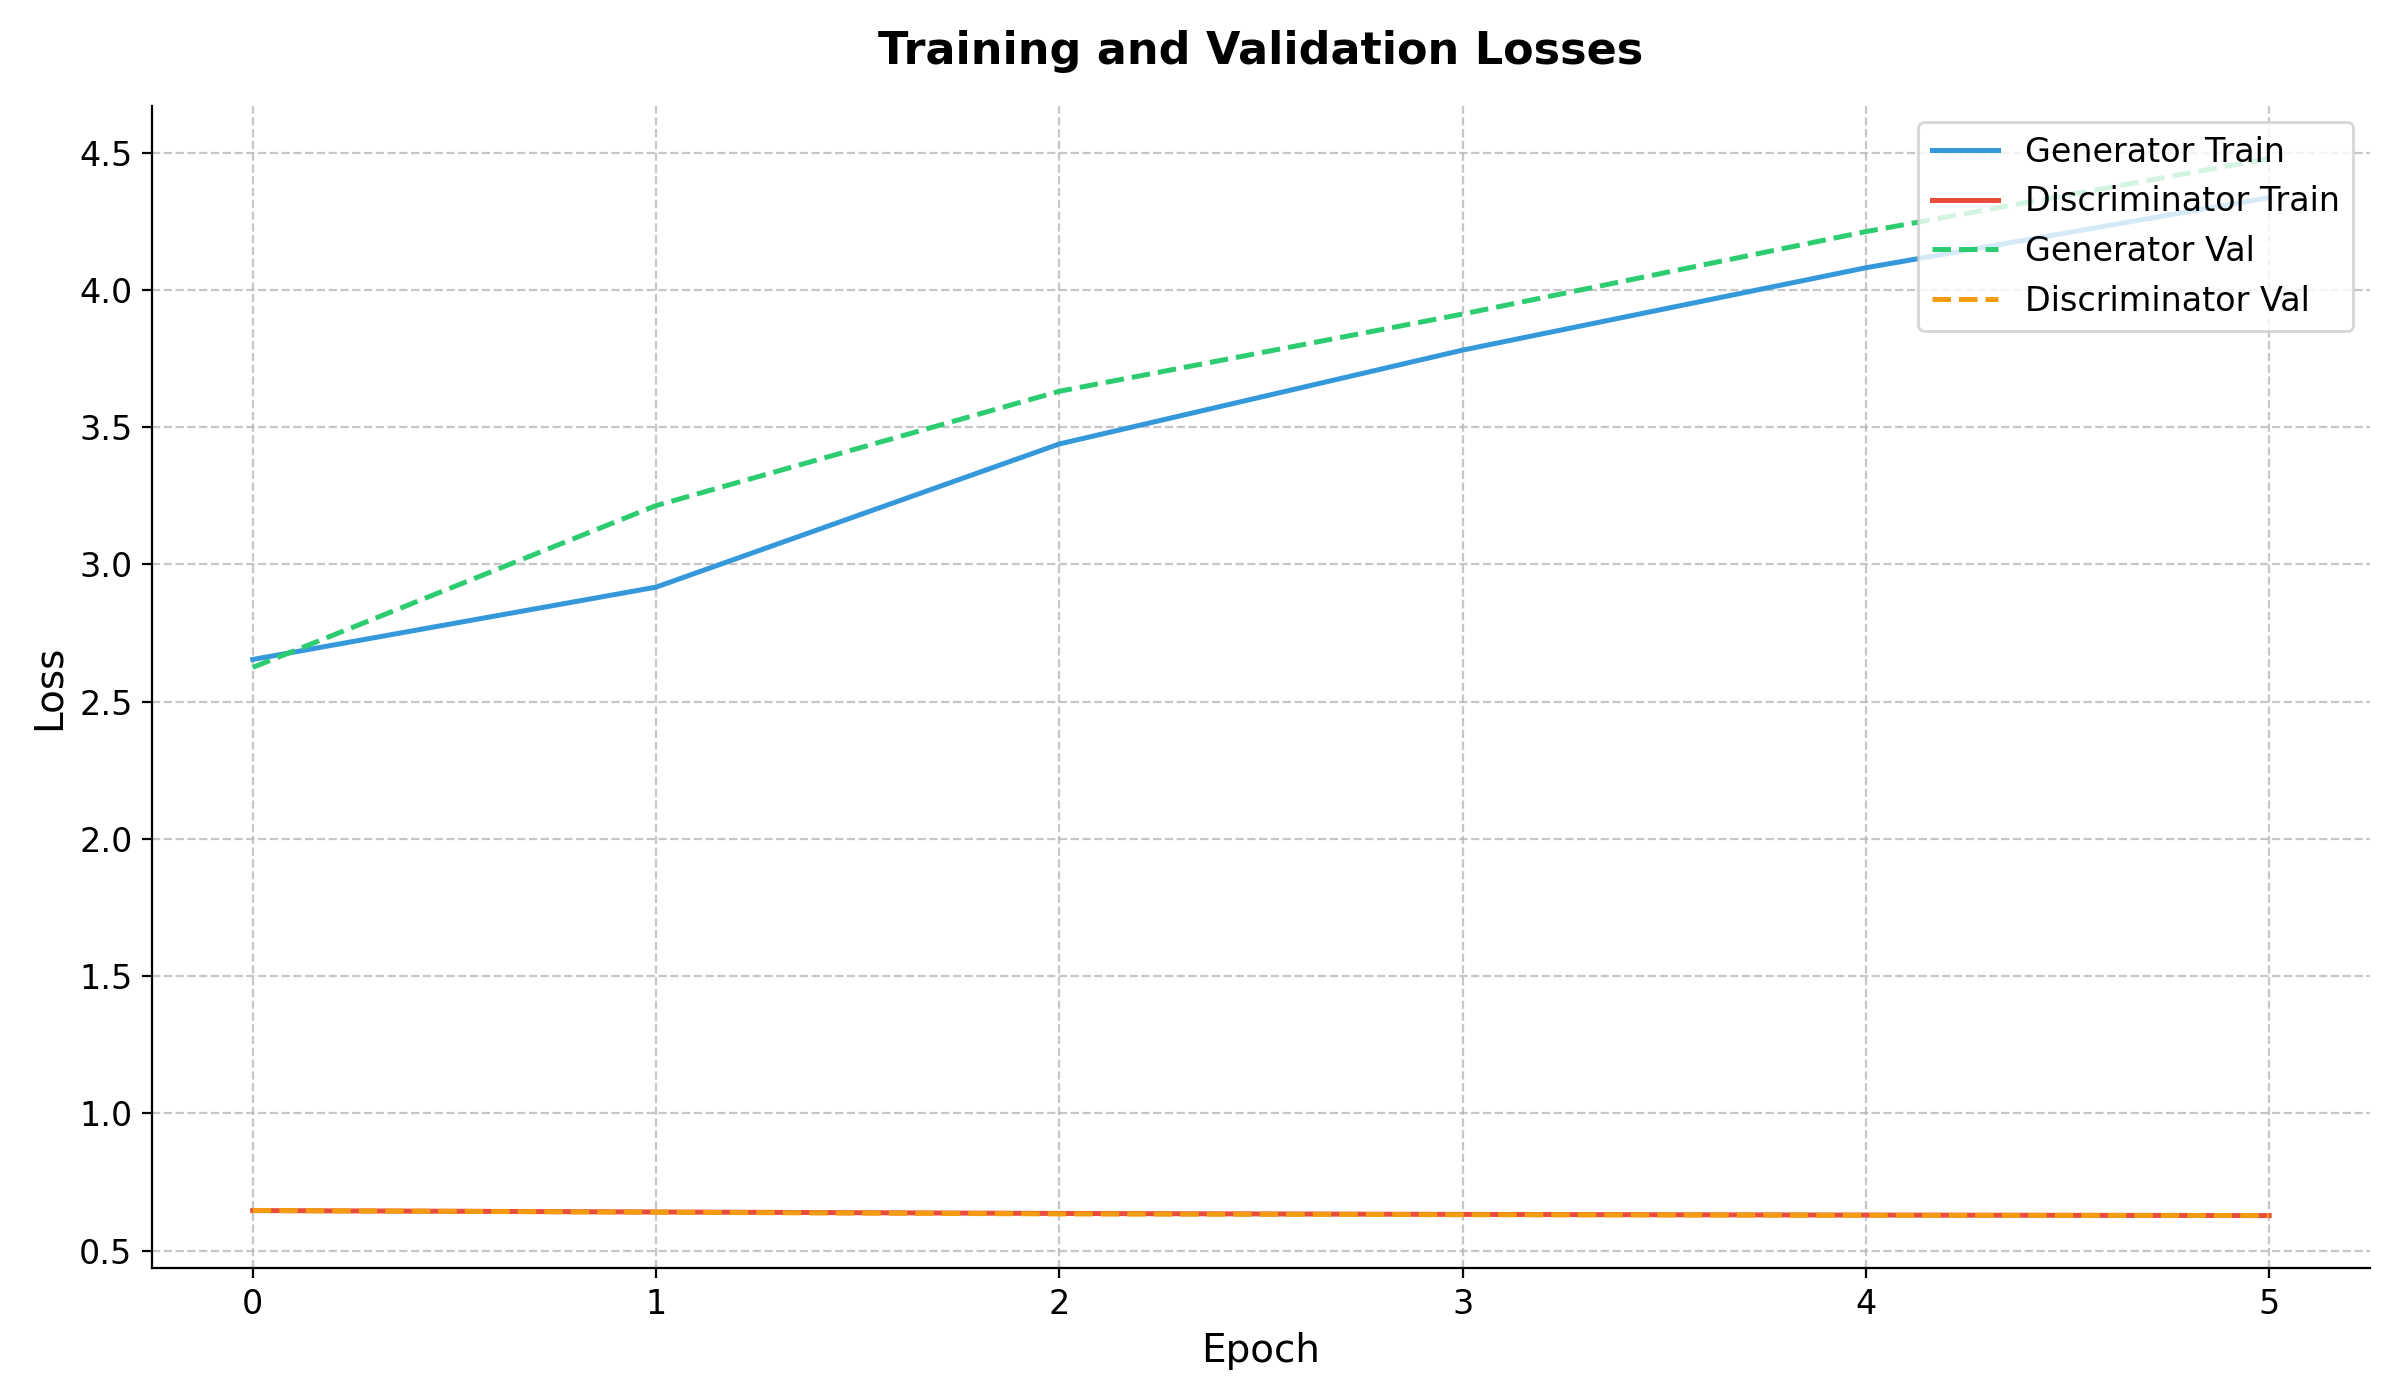 Training and Validation Losses
4.5
4.0
3.5
3.0
2.5
2.0
1.5
1.0
0.5
Loss
Generator Train
Discriminator Train
Generator Val
Discriminator Val
0 1 2 3 4 5
Epoch